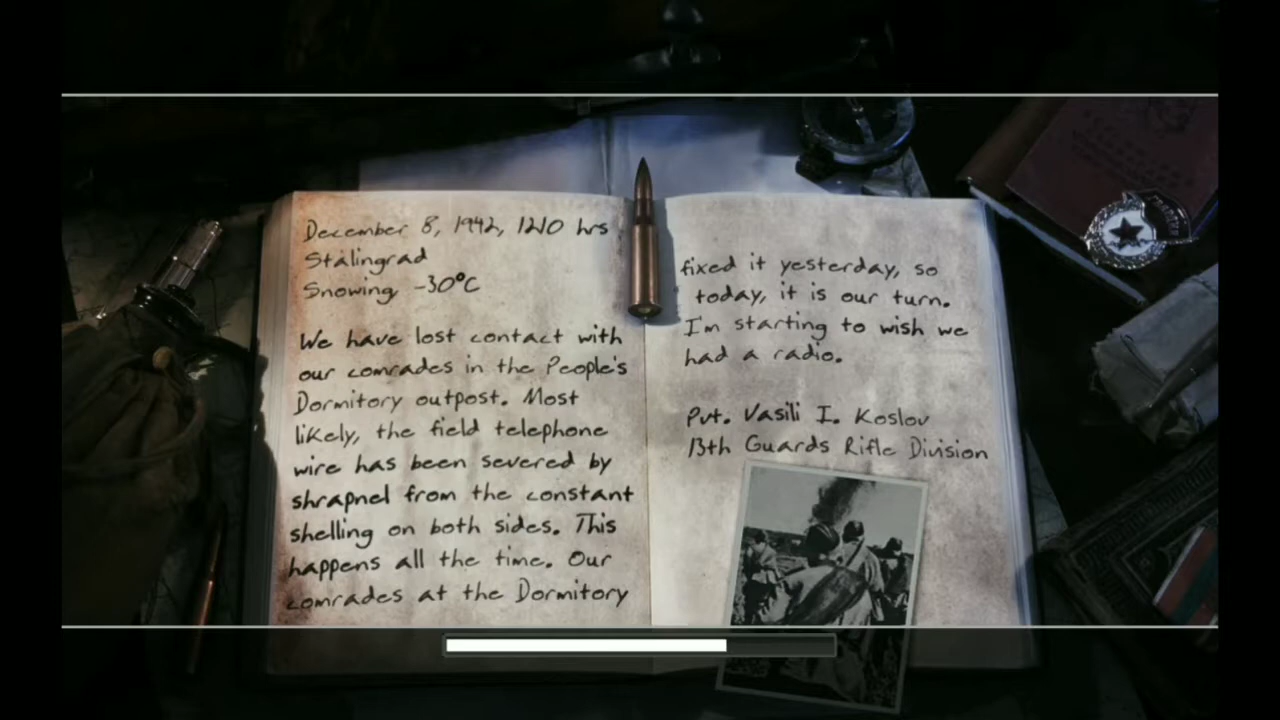 December 8, 1942, 1210 hrs
Stalingrad
Snowing -30°C
We have lost contact with
our comrades in the People's
Dormitory outpost. Most
likely, the field telephone
wire has been severed by
shrapnel from the constant
shelling on both sides. This
happens all the time. Our
comrades at the Dormitory
fixed it yesterday, so
today, it is our turn.
I'm starting to wish we
had a radio.
Pvt. Vasili I. Koslov
13th Guards Rifle Division